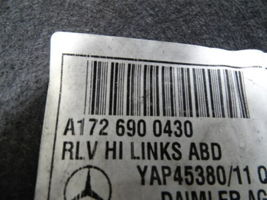 A172 690 0430
RLV HI LINKS ABD
YAP45380/11 Q
DAIMLER AG